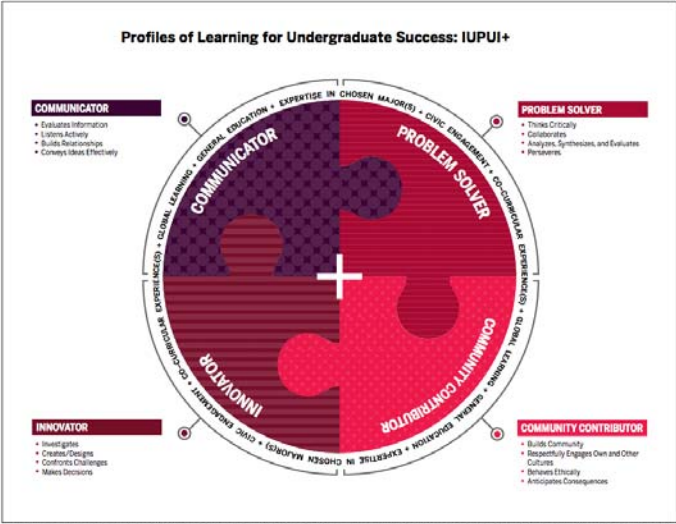 Profiles of Learning for Undergraduate Success: IUPUI+
COMMUNICATOR
+ Evaluates Information
+ Listens Actively
+ Builds Relationships
+ Conveys Ideas Effectively
PROBLEM SOLVER
+ Thinks Critically
+ Collaborates
+ Analyzes, Synthesizes, and Evaluates
+ Perseveres
GLOBAL LEARNING + GENERAL EDUCATION + EXPERTISE IN CHOSEN MAJOR(S) + CIVIC ENGAGEMENT + CO-CURRICULAR EXPERIENCE(S) + GLOBAL LEARNING + GENERAL EDUCATION + EXPERTISE IN CHOSEN MAJOR(S) + CIVIC ENGAGEMENT + CO-CURRICULAR EXPERIENCE(S) +
COMMUNICATOR
PROBLEM SOLVER
INNOVATOR
COMMUNITY CONTRIBUTOR
INNOVATOR
+ Investigates
+ Creates/Designs
+ Confronts Challenges
+ Makes Decisions
COMMUNITY CONTRIBUTOR
+ Builds Community
+ Respectfully Engages Own and Other
Cultures
+ Behaves Ethically
+ Anticipates Consequences